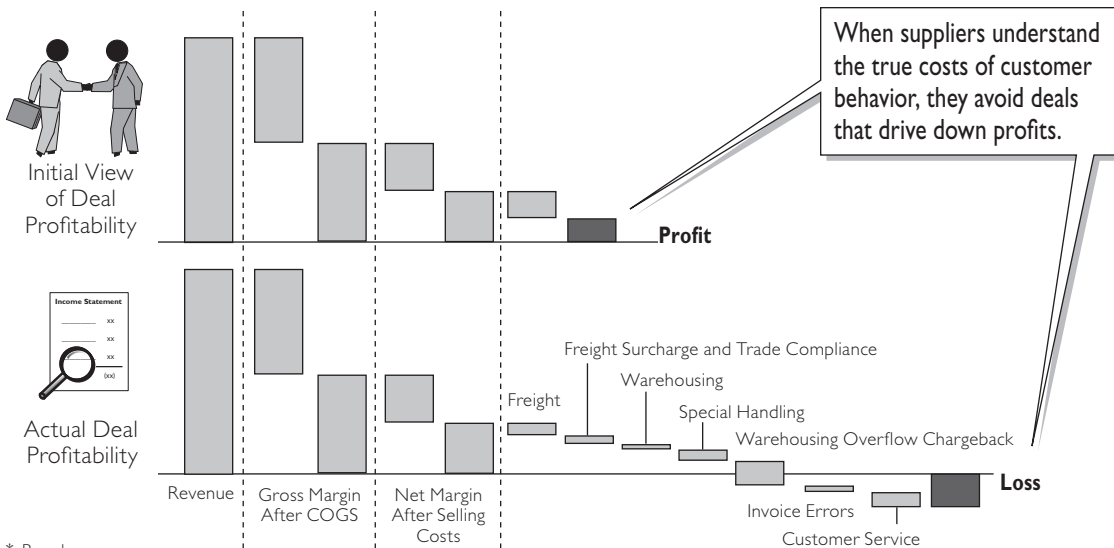 When suppliers understand
the true costs of customer
behavior, they avoid deals
that drive down profits.
Initial View
of Deal
Profitability
Profit
Income Statement
xx
xx
xx
(xx)
Actual Deal
Profitability
Freight Surcharge and Trade Compliance
Warehousing
Freight
Special Handling
Warehousing Overflow Chargeback
Loss
Revenue
Gross Margin
After COGS
Net Margin
After Selling
Costs
Invoice Errors
Customer Service